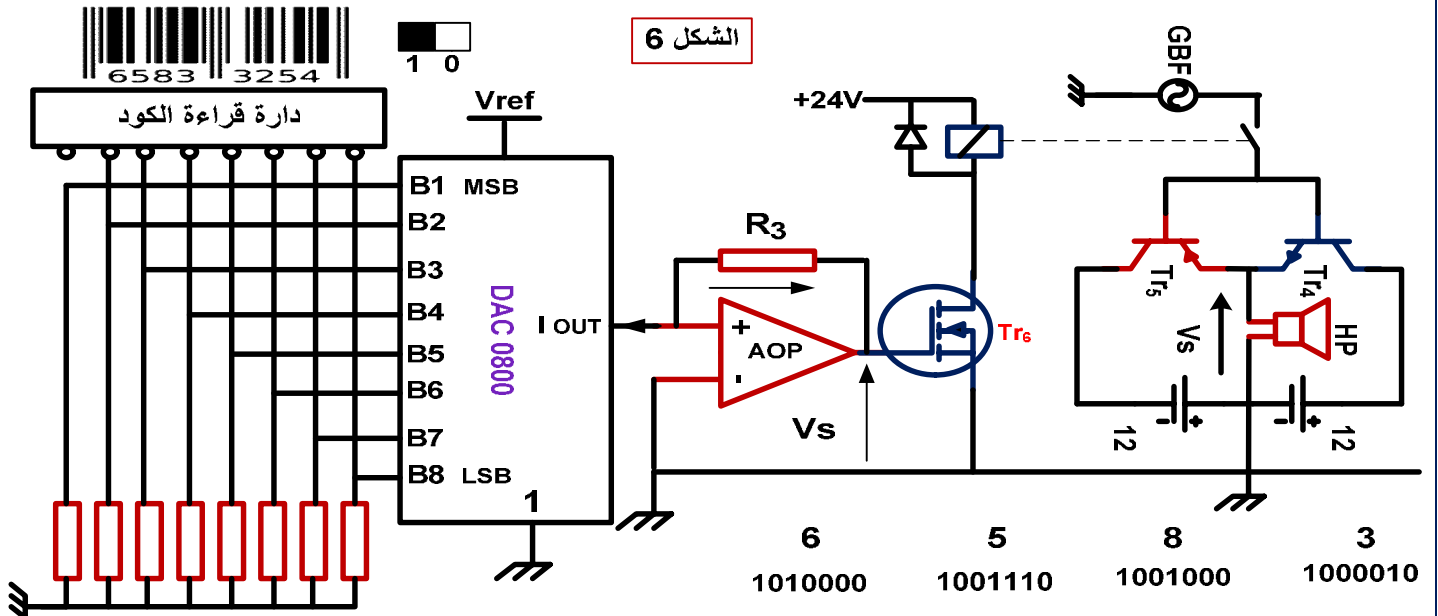 6583 3254
1 0
الشكل 6
دارة قراءة الكود
Vref
B1 MSB
B2
B3
B4
B5
B6
B7
B8 LSB
DAC 0800
I OUT
1
R3
+
AOP
-
Vs
+24V
Tr6
GBF
Tr5
Tr4
Vs
HP
- +
- +
12
12
6 5 8 3
1010000 1001110 1001000 1000010